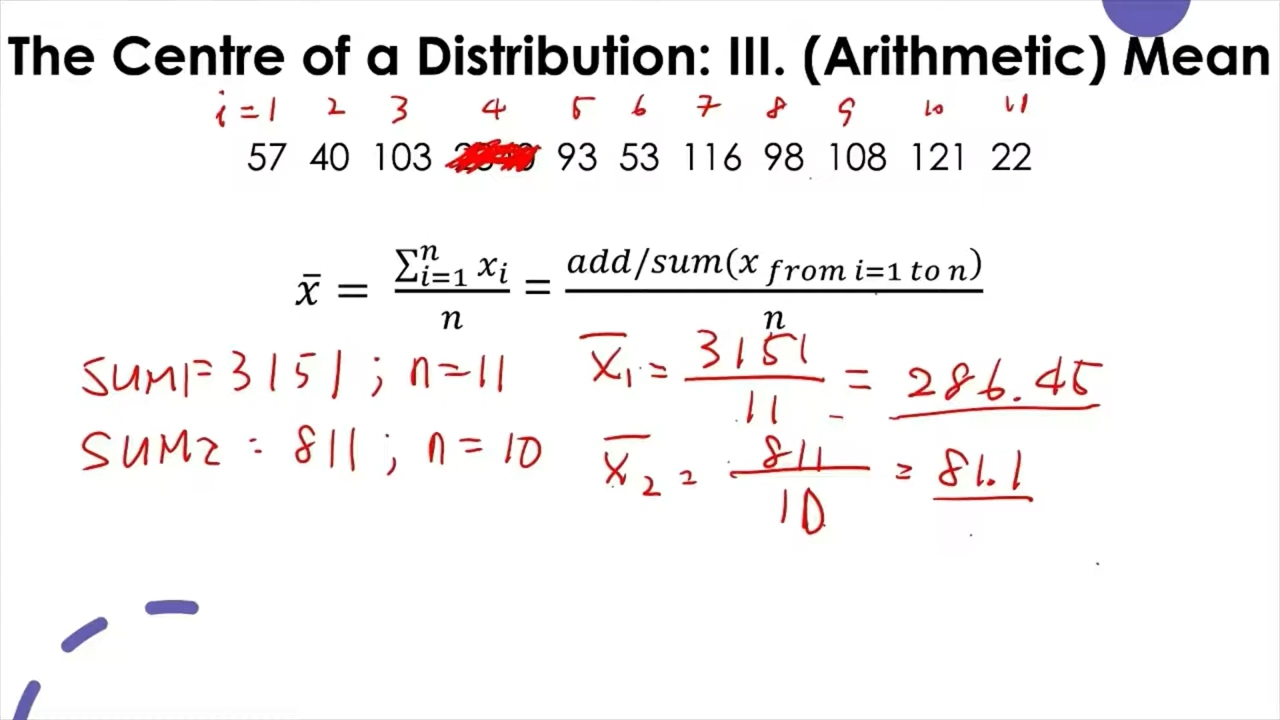 The Centre of a Distribution: III. (Arithmetic) Mean
i = 1 2 3 4 5 6 7 8 9 10 11
57 40 103 93 53 116 98 108 121 22
x̄ = ∑ⁿᵢ₌₁ xᵢ / n = add/sum(x from i=1 to n) / n
SUM1= 3151 ; n=11 x̄₁ = 3151 / 11 = 286.45
SUM2 = 811 ; n=10 x̄₂ = 811 / 10 = 81.1